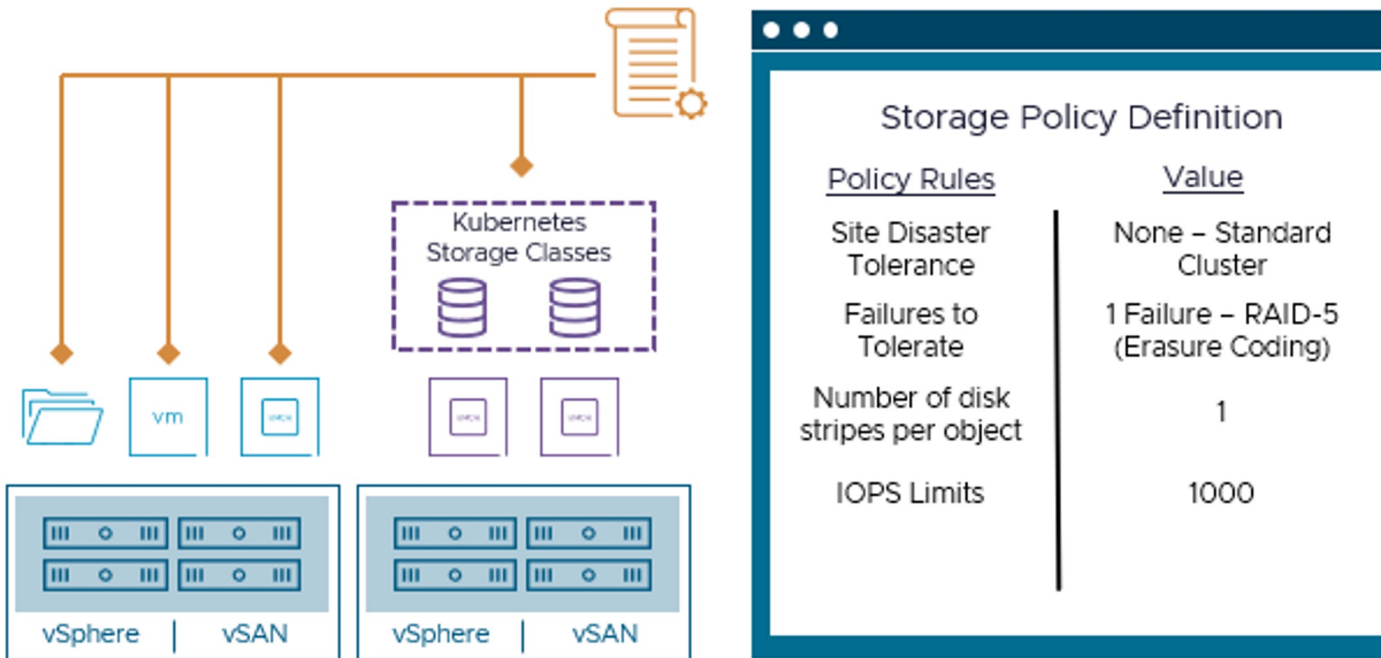 Kubernetes
Storage Classes
vm
vSphere | vSAN
vSphere | vSAN
Storage Policy Definition
Policy Rules
Value
Site Disaster
Tolerance
None – Standard
Cluster
Failures to
Tolerate
1 Failure – RAID-5
(Erasure Coding)
Number of disk
stripes per object
1
IOPS Limits
1000